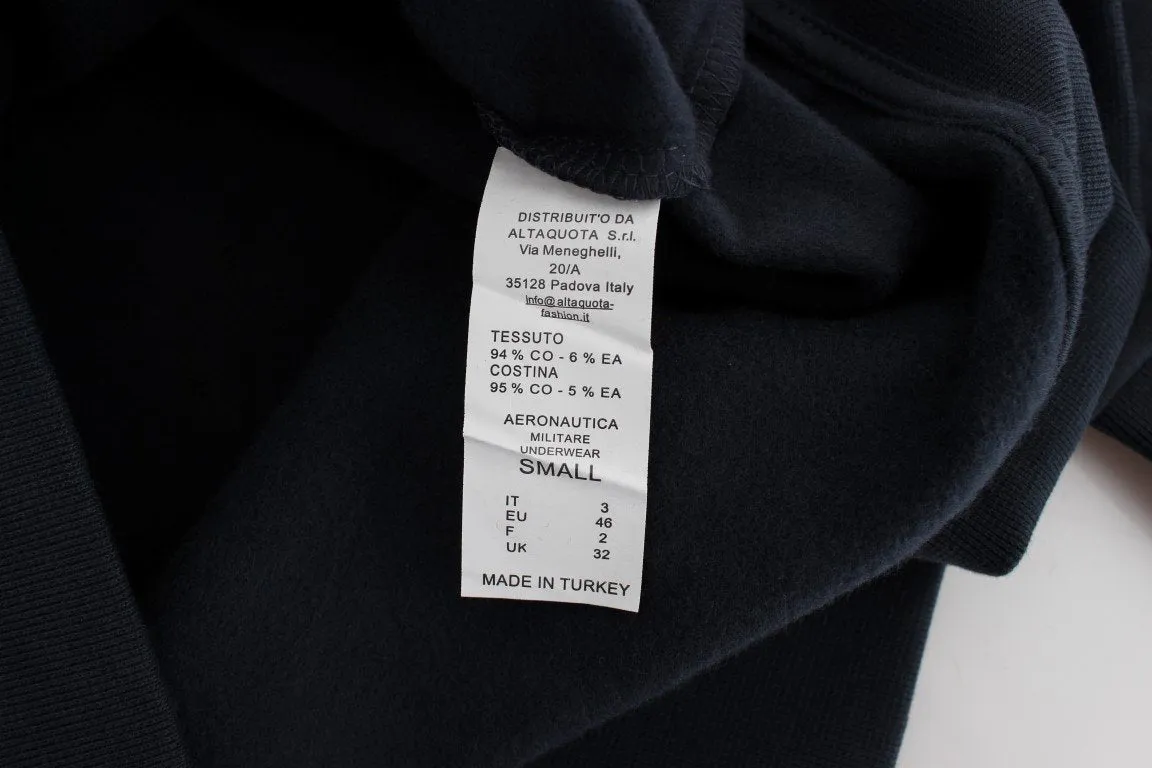 DISTRIBUIT'O DA
ALTAQUOTA S.r.l.
Via Meneghelli,
20/A
35128 Padova Italy
info@altaquota-
fashion.it
TESSUTO
94 % CO - 6 % EA
COSTINA
95 % CO - 5 % EA
AERONAUTICA
MILITARE
UNDERWEAR
SMALL
IT 3
EU 46
F 2
UK 32
MADE IN TURKEY